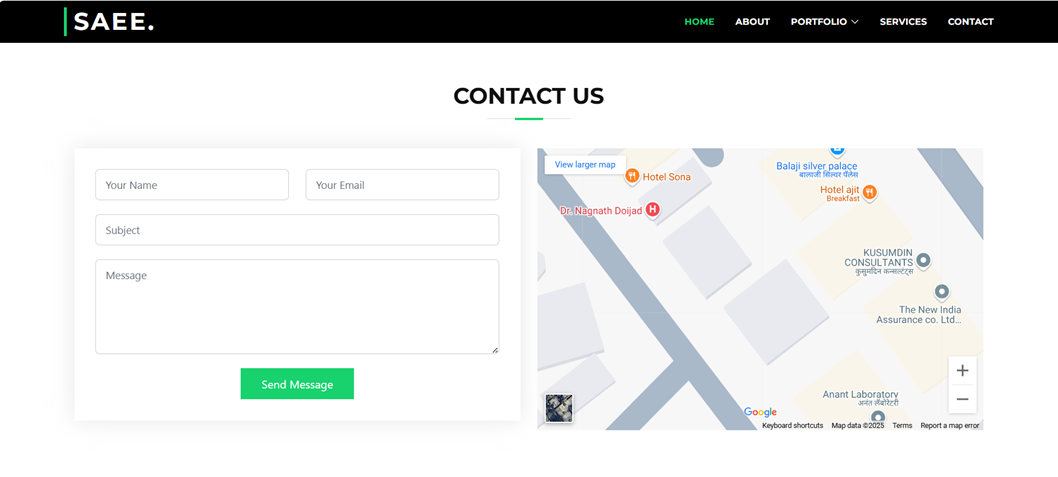 SAEE.
HOME ABOUT PORTFOLIO SERVICES CONTACT
CONTACT US
Your Name
Your Email
Subject
Message
Send Message
View larger map
Balaji silver palace
बालाजी सिल्वर पॅलेस
Hotel Sona
Hotel ajit
Breakfast
Dr. Nagnath Doijad
KUSUMDIN
CONSULTANTS
कुसुमदिन कन्सल्टंट्स
The New India
Assurance co. Ltd...
Anant Laboratory
अनंत लॅबोरेटरी
Google
Keyboard shortcuts Map data ©2025 Terms Report a map error